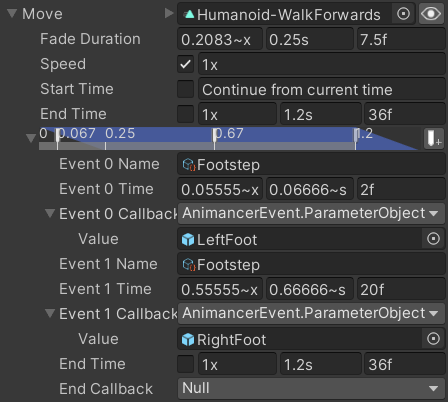 Move Humanoid-WalkForwards
Fade Duration 0.2083~x 0.25s 7.5f
Speed 1x
Start Time Continue from current time
End Time 1x 1.2s 36f
0 0.067 0.25 0.67 1.2
Event 0 Name Footstep
Event 0 Time 0.05555~x 0.06666~s 2f
Event 0 Callback AnimancerEvent.ParameterObject
Value LeftFoot
Event 1 Name Footstep
Event 1 Time 0.55555~x 0.66666~s 20f
Event 1 Callback AnimancerEvent.ParameterObject
Value RightFoot
End Time 1x 1.2s 36f
End Callback Null